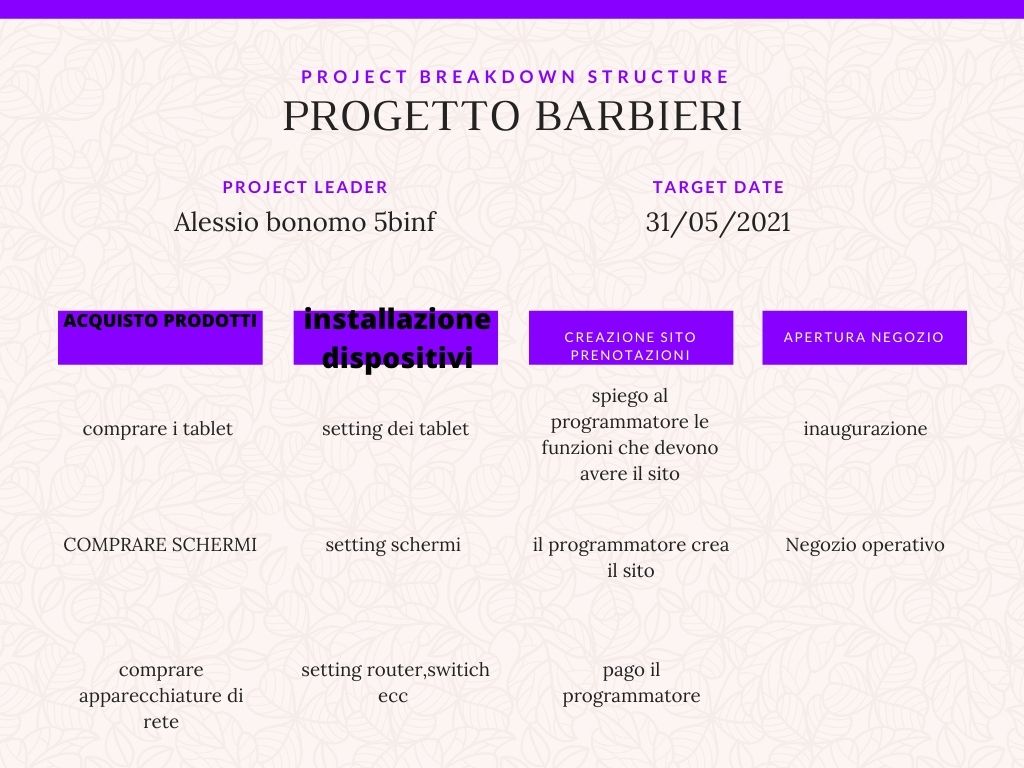 PROJECT BREAKDOWN STRUCTURE
PROGETTO BARBIERI
PROJECT LEADER
Alessio bonomo 5binf
TARGET DATE
31/05/2021
ACQUISTO PRODOTTI
comprare i tablet
COMPRARE SCHERMI
comprare
apparecchiature di
rete
installazione
dispositivi
setting dei tablet
setting schermi
setting router,switich
ecc
CREAZIONE SITO
PRENOTAZIONI
spiego al
programmatore le
funzioni che devono
avere il sito
il programmatore crea
il sito
pago il
programmatore
APERTURA NEGOZIO
inaugurazione
Negozio operativo